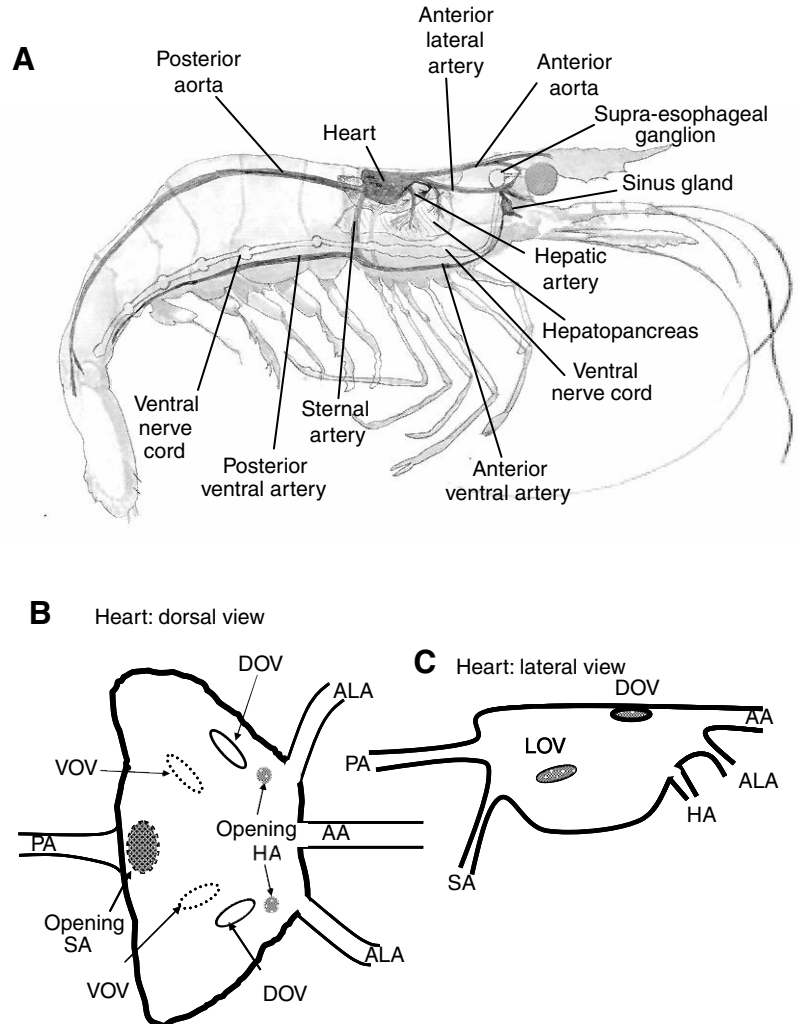 A
Posterior
aorta
Anterior
lateral
artery
Anterior
aorta
Heart
Supra-esophageal
ganglion
Sinus gland
Hepatic
artery
Hepatopancreas
Ventral
nerve cord
Ventral
nerve
cord
Sternal
artery
Posterior
ventral artery
Anterior
ventral artery
B
Heart: dorsal view
DOV
ALA
VOV
Opening
HA
AA
PA
Opening
SA
VOV
DOV
ALA
C
Heart: lateral view
DOV
AA
LOV
PA
ALA
HA
SA